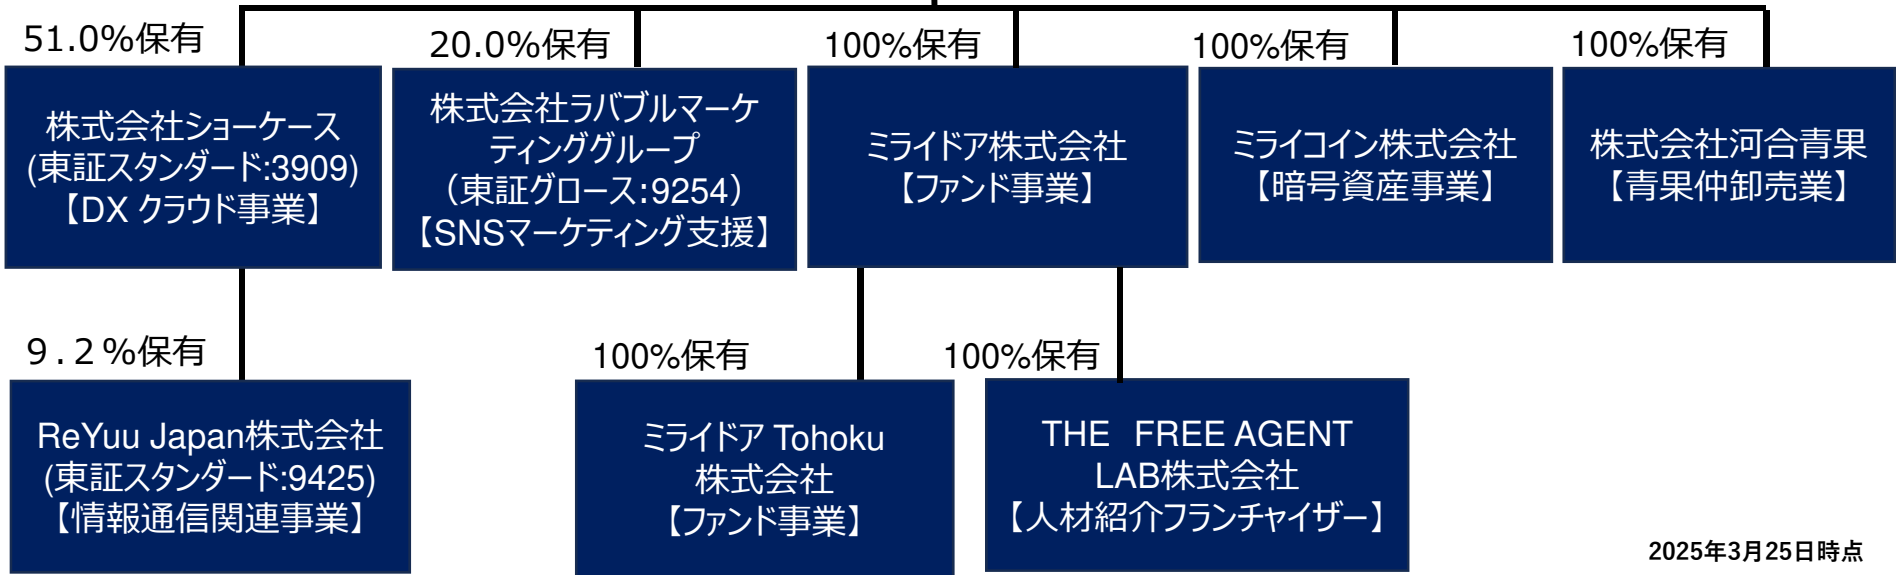 51.0%保有
株式会社ショーケース
(東証スタンダード:3909)
【DX クラウド事業】
20.0%保有
株式会社ラバブルマーケ
ティンググループ
（東証グロース:9254）
【SNSマーケティング支援】
100%保有
ミライドア株式会社
【ファンド事業】
100%保有
ミライコイン株式会社
【暗号資産事業】
100%保有
株式会社河合青果
【青果仲卸売業】
９.２%保有
ReYuu Japan株式会社
(東証スタンダード:9425)
【情報通信関連事業】
100%保有
ミライドア Tohoku
株式会社
【ファンド事業】
100%保有
THE　FREE AGENT
LAB株式会社
【人材紹介フランチャイザー】
2025年3月25日時点